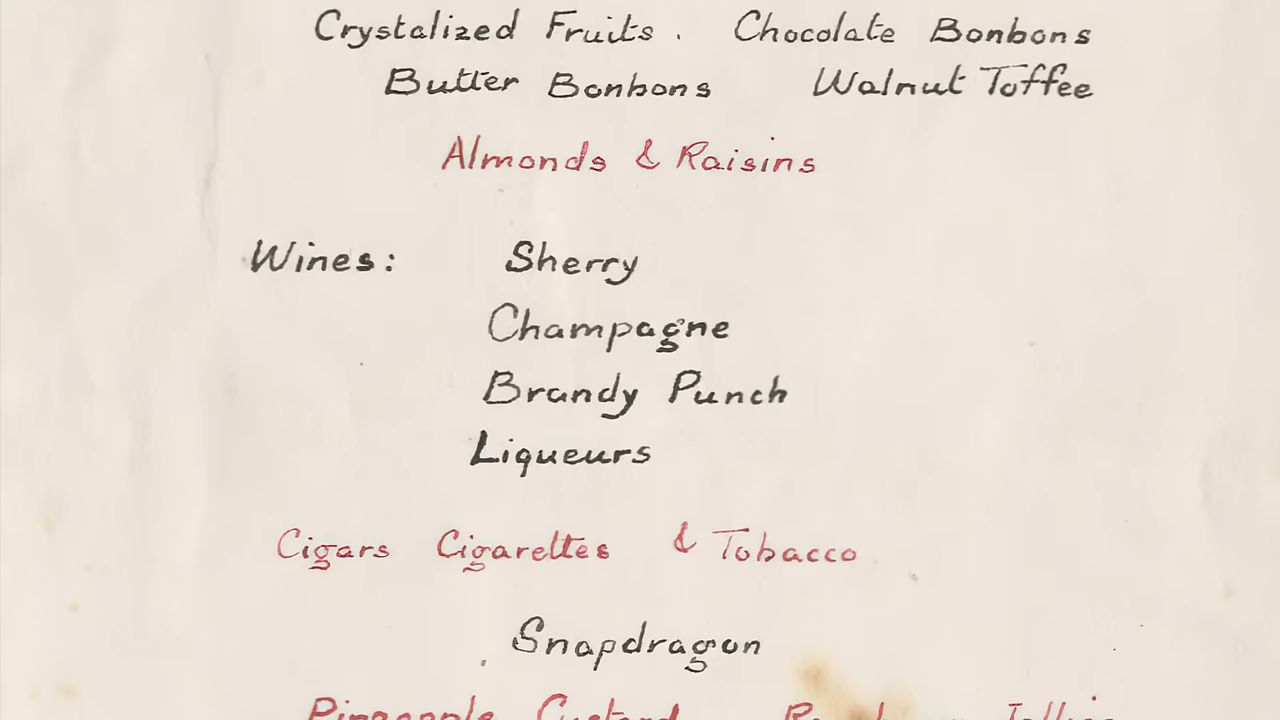 Crystalized Fruits . Chocolate Bonbons
Butter Bonbons Walnut Toffee
Almonds & Raisins
Wines: Sherry
Champagne
Brandy Punch
Liqueurs
Cigars Cigarettes & Tobacco
Snapdragon
Pineapple Custard